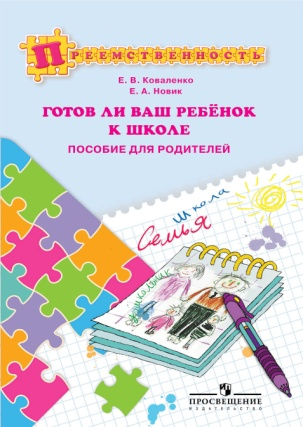 ПРЕЕМСТВЕННОСТЬ
Е. В. Коваленко
Е. А. Новик
ГОТОВ ЛИ ВАШ РЕБЁНОК
К ШКОЛЕ
ПОСОБИЕ ДЛЯ РОДИТЕЛЕЙ
школа
Семья
ПРОСВЕЩЕНИЕ
ИЗДАТЕЛЬСТВО